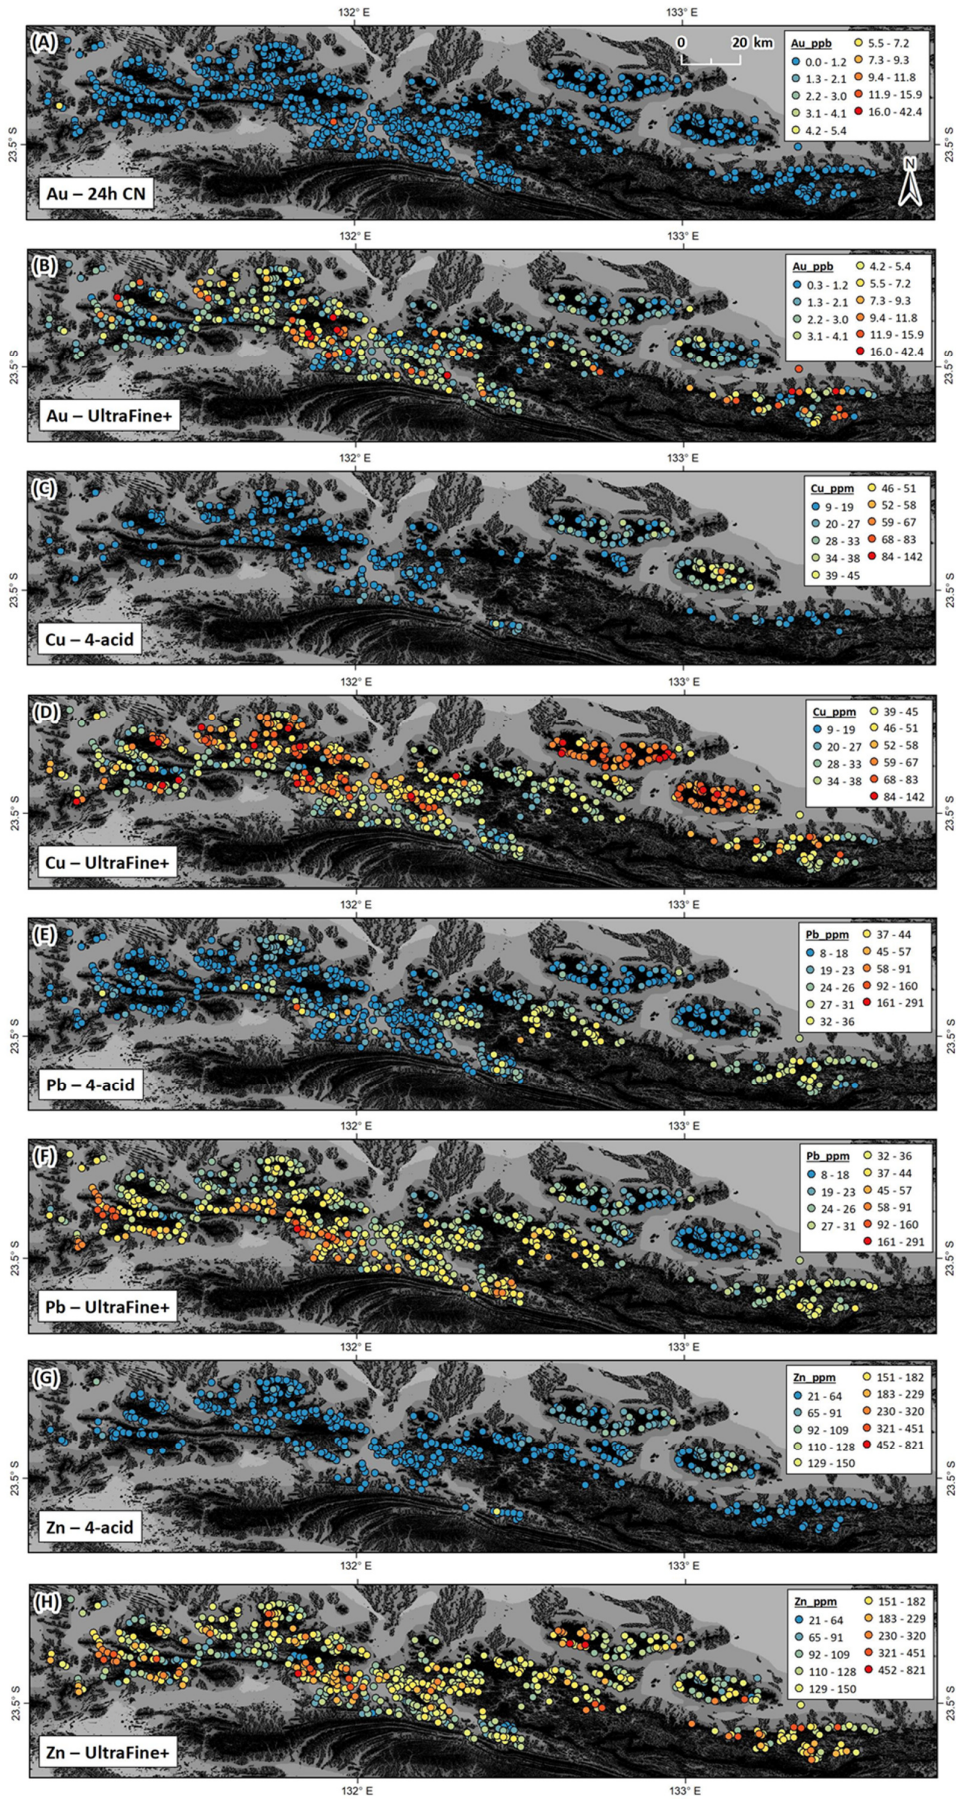 132° E 133° E
(A)
0 20 km
Au_ppb
0.0 - 1.2
1.3 - 2.1
2.2 - 3.0
3.1 - 4.1
4.2 - 5.4
5.5 - 7.2
7.3 - 9.3
9.4 - 11.8
11.9 - 15.9
16.0 - 42.4
N
23.5° S 23.5° S
Au – 24h CN
132° E 133° E
(B)
Au_ppb
0.3 - 1.2
1.3 - 2.1
2.2 - 3.0
3.1 - 4.1
4.2 - 5.4
5.5 - 7.2
7.3 - 9.3
9.4 - 11.8
11.9 - 15.9
16.0 - 42.4
23.5° S 23.5° S
Au – UltraFine+
132° E 133° E
(C)
Cu_ppm
9 - 19
20 - 27
28 - 33
34 - 38
39 - 45
46 - 51
52 - 58
59 - 67
68 - 83
84 - 142
23.5° S 23.5° S
Cu – 4-acid
132° E 133° E
(D)
Cu_ppm
9 - 19
20 - 27
28 - 33
34 - 38
39 - 45
46 - 51
52 - 58
59 - 67
68 - 83
84 - 142
23.5° S 23.5° S
Cu – UltraFine+
132° E 133° E
(E)
Pb_ppm
8 - 18
19 - 23
24 - 26
27 - 31
32 - 36
37 - 44
45 - 57
58 - 91
92 - 160
161 - 291
23.5° S 23.5° S
Pb – 4-acid
132° E 133° E
(F)
Pb_ppm
8 - 18
19 - 23
24 - 26
27 - 31
32 - 36
37 - 44
45 - 57
58 - 91
92 - 160
161 - 291
23.5° S 23.5° S
Pb – UltraFine+
132° E 133° E
(G)
Zn_ppm
21 - 64
65 - 91
92 - 109
110 - 128
129 - 150
151 - 182
183 - 229
230 - 320
321 - 451
452 - 821
23.5° S 23.5° S
Zn – 4-acid
132° E 133° E
(H)
Zn_ppm
21 - 64
65 - 91
92 - 109
110 - 128
129 - 150
151 - 182
183 - 229
230 - 320
321 - 451
452 - 821
23.5° S 23.5° S
Zn – UltraFine+
132° E 133° E